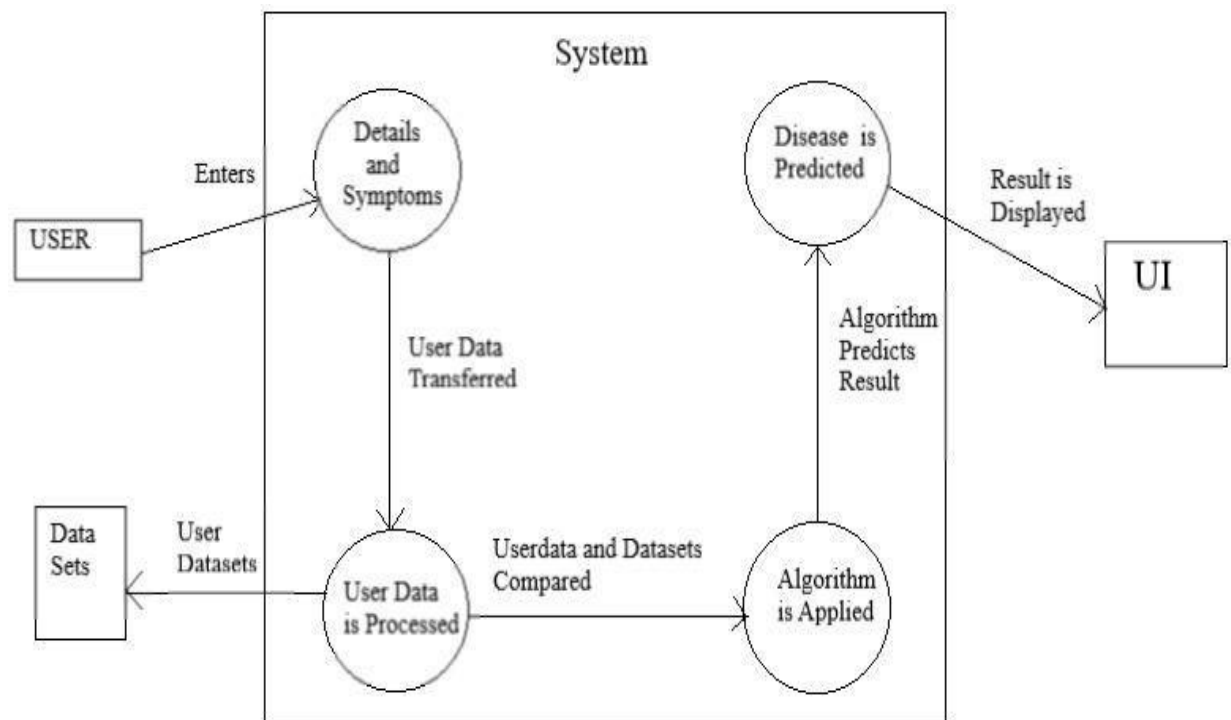 System
Details
and
Symptoms
Disease is
Predicted
Enters
Result is
Displayed
USER
UI
User Data
Transferred
Algorithm
Predicts
Result
Data
Sets
User
Datasets
Userdata and Datasets
Compared
User Data
is Processed
Algorithm
is Applied